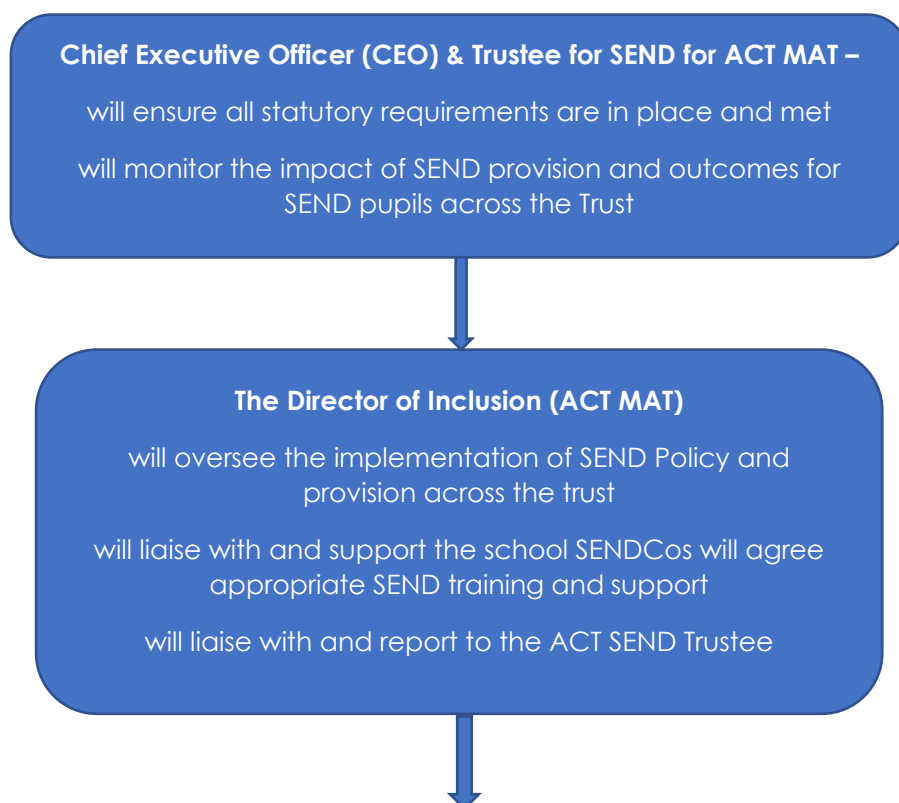 Chief Executive Officer (CEO) & Trustee for SEND for ACT MAT –
will ensure all statutory requirements are in place and met
will monitor the impact of SEND provision and outcomes for
SEND pupils across the Trust
The Director of Inclusion (ACT MAT)
will oversee the implementation of SEND Policy and
provision across the trust
will liaise with and support the school SENDCos will agree
appropriate SEND training and support
will liaise with and report to the ACT SEND Trustee